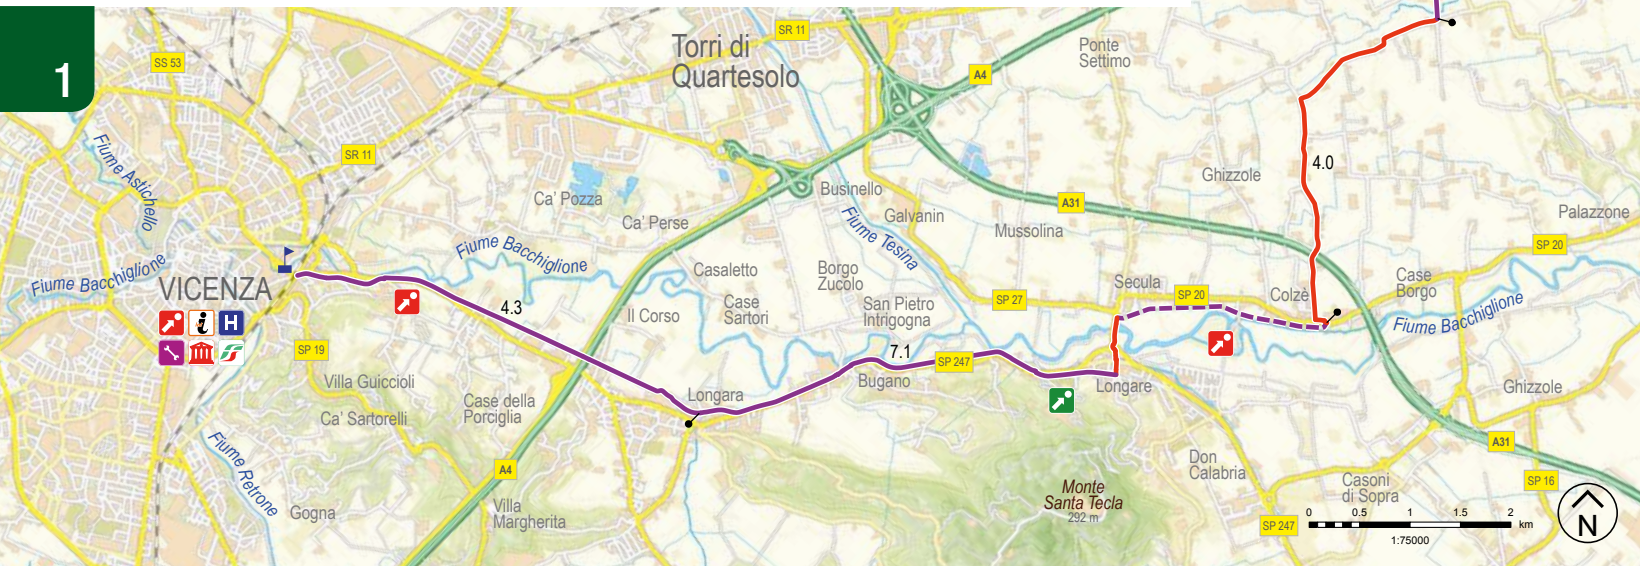 1
SS 53
SR 11
Torri di
Quartesolo
SR 11
A4
Ponte
Settimo
Fiume Astichello
Fiume Bacchiglione
VICENZA
i
H
SP 19
Villa Guiccioli
Ca' Sartorelli
Fiume Retrone
Gogna
Fiume Bacchiglione
4.3
Ca' Pozza
Ca' Perse
Il Corso
Case della
Porciglia
A4
Villa
Margherita
Longara
Casaletto
Case
Sartori
Businello
Fiume Tesina
Galvanin
Borgo
Zucolo
San Pietro
Intrigogna
7.1
Bugano
SP 247
A31
Mussolina
SP 27
Secula
SP 20
Colzè
Longare
Ghizzole
4.0
Palazzone
SP 20
Case
Borgo
Fiume Bacchiglione
Ghizzole
A31
SP 16
Don
Calabria
Casoni
di Sopra
Monte
Santa Tecla
292 m
SP 247
0 0.5 1 1.5 2 km
1:75000
N